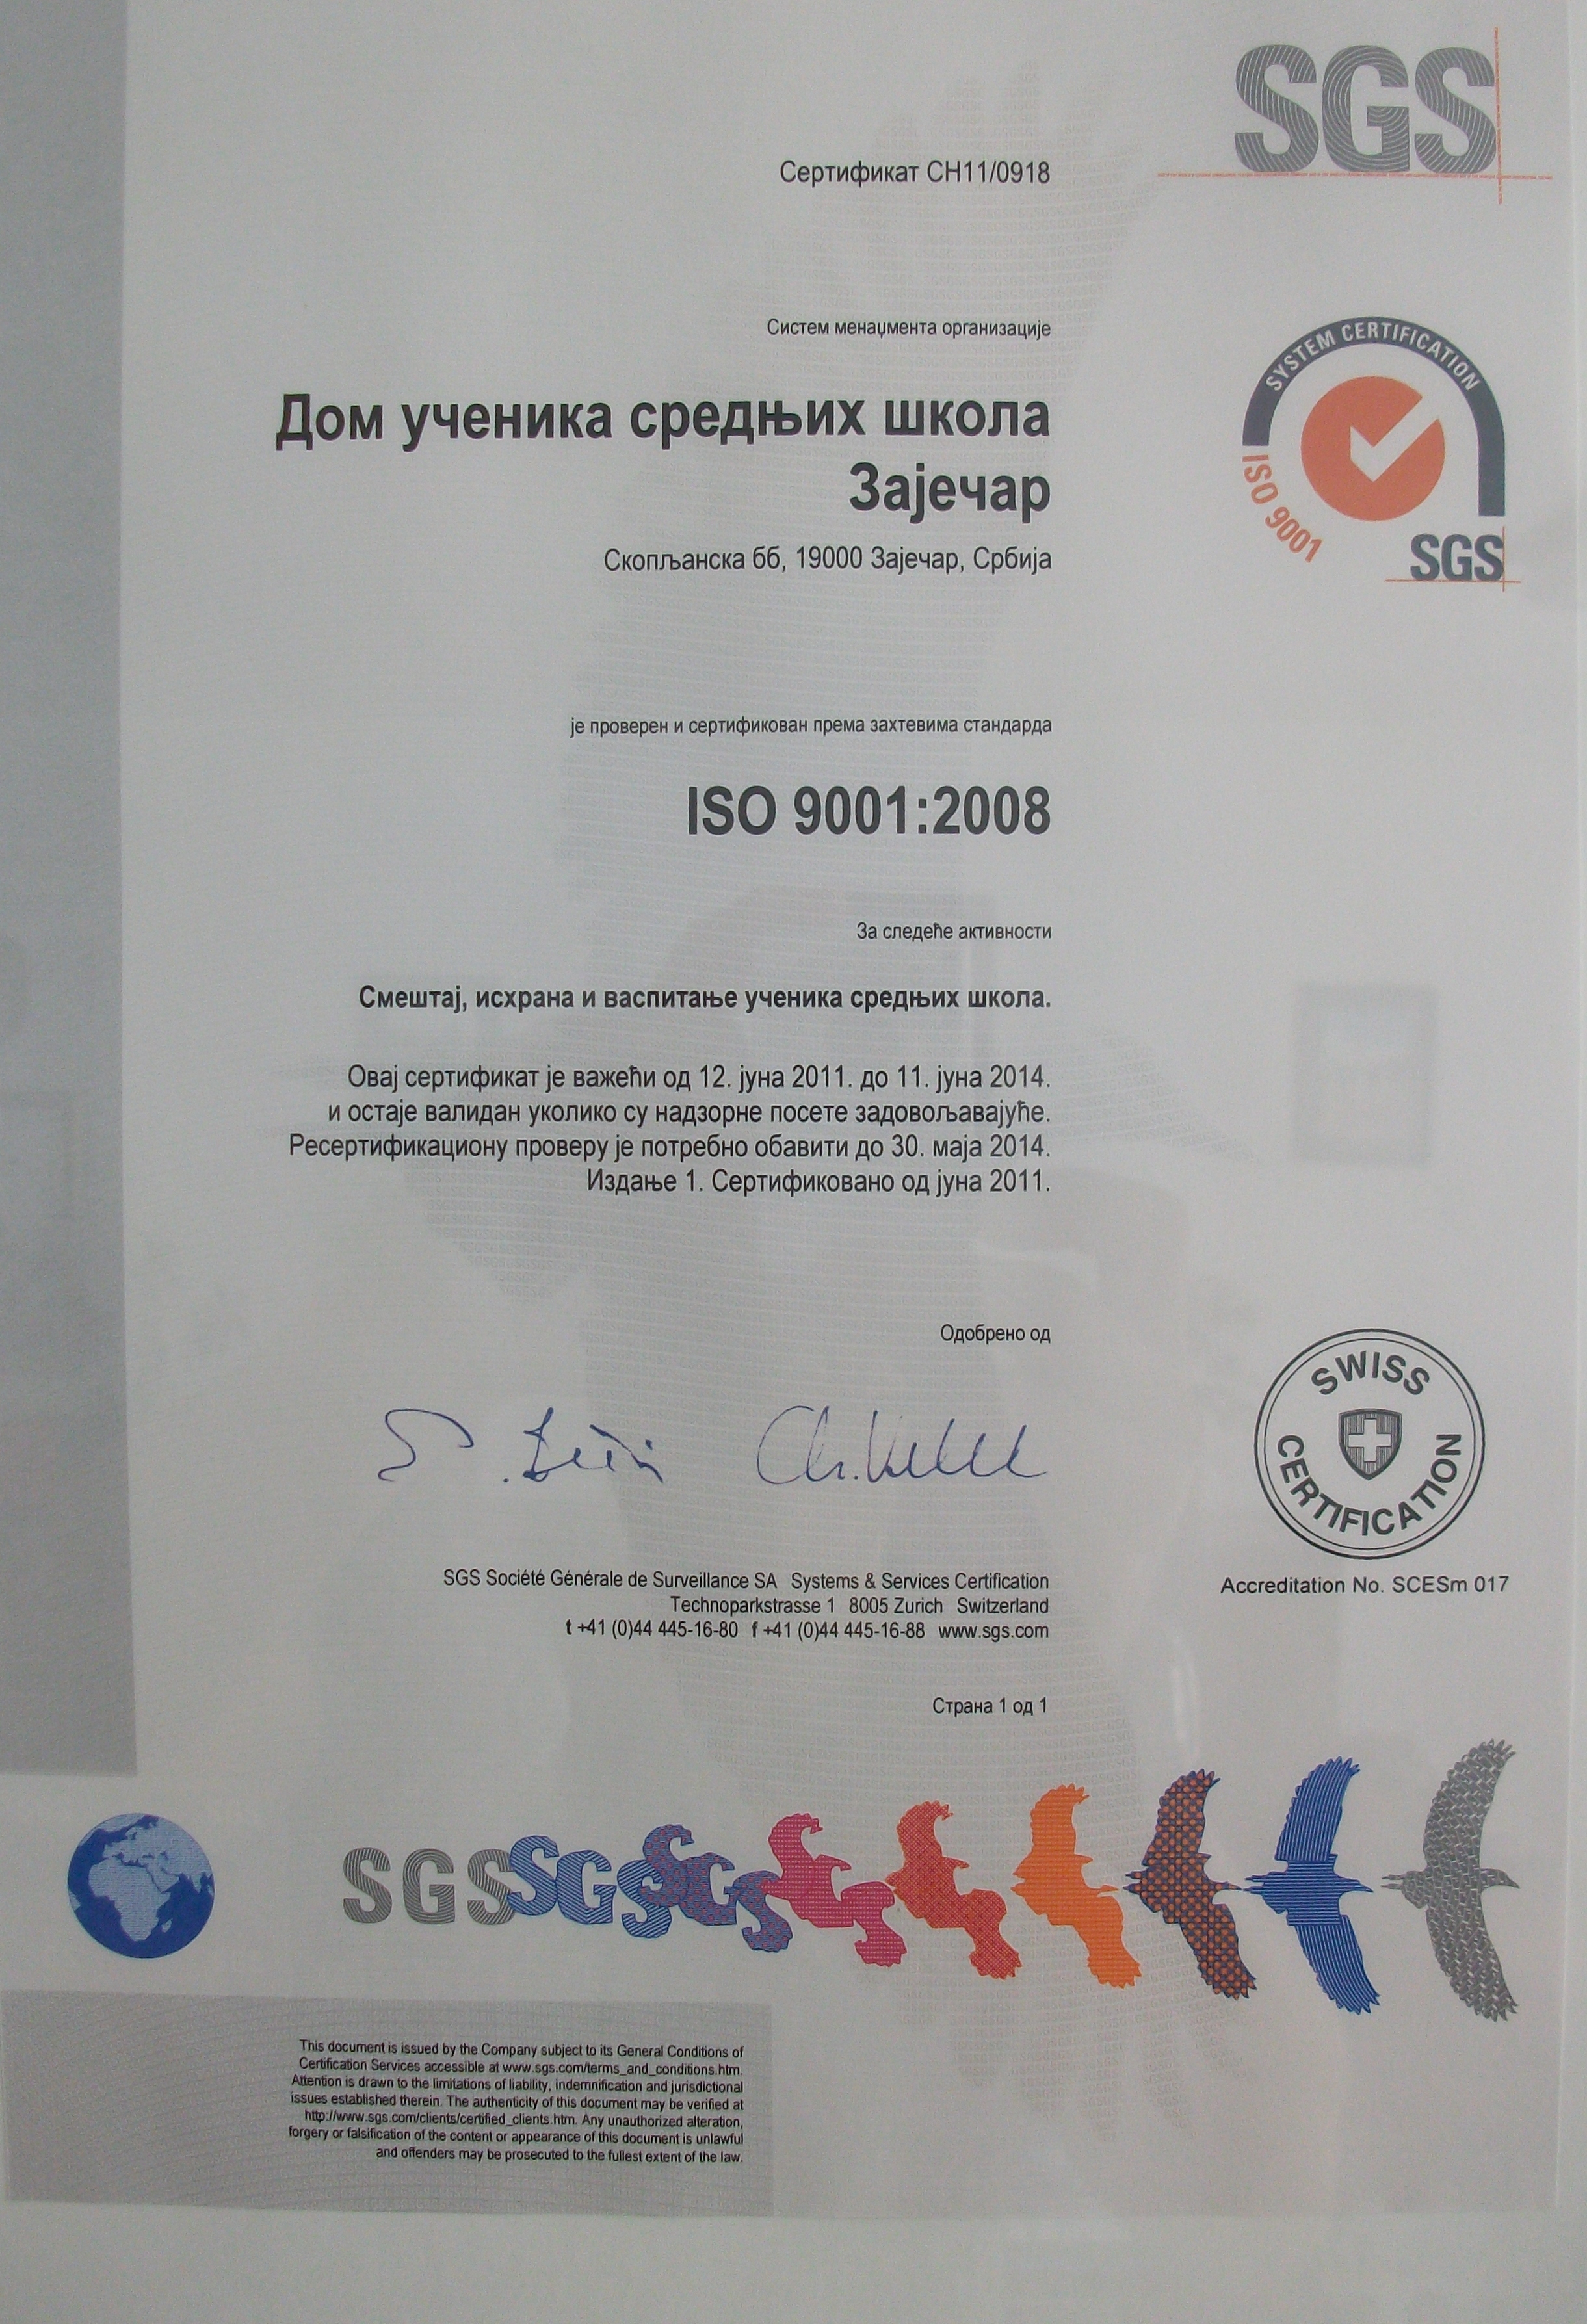 SGS
Сертификат CH11/0918
Систем менаџмента организације
SYSTEM CERTIFICATION
ISO 9001
SGS
Дом ученика средњих школа
Зајечар
Скопљанска бб, 19000 Зајечар, Србија
је проверен и сертификован према захтевима стандарда
ISO 9001:2008
За следеће активности
Смештај, исхрана и васпитање ученика средњих школа.
Овај сертификат је важећи од 12. јуна 2011. до 11. јуна 2014.
и остаје валидан уколико су надзорне посете задовољавајуће.
Ресертификациону проверу је потребно обавити до 30. маја 2014.
Издање 1. Сертификовано од јуна 2011.
Одобрено од
SWISS
CERTIFICATION
Accreditation No. SCESm 017
SGS Société Générale de Surveillance SA Systems & Services Certification
Technoparkstrasse 1 8005 Zurich Switzerland
t +41 (0)44 445-16-80 f +41 (0)44 445-16-88 www.sgs.com
Страна 1 од 1
SGS SGS SGS
This document is issued by the Company subject to its General Conditions of
Certification Services accessible at www.sgs.com/terms_and_conditions.htm.
Attention is drawn to the limitations of liability, indemnification and jurisdictional
issues established therein. The authenticity of this document may be verified at
http://www.sgs.com/clients/certified_clients.htm. Any unauthorized alteration,
forgery or falsification of the content or appearance of this document is unlawful
and offenders may be prosecuted to the fullest extent of the law.